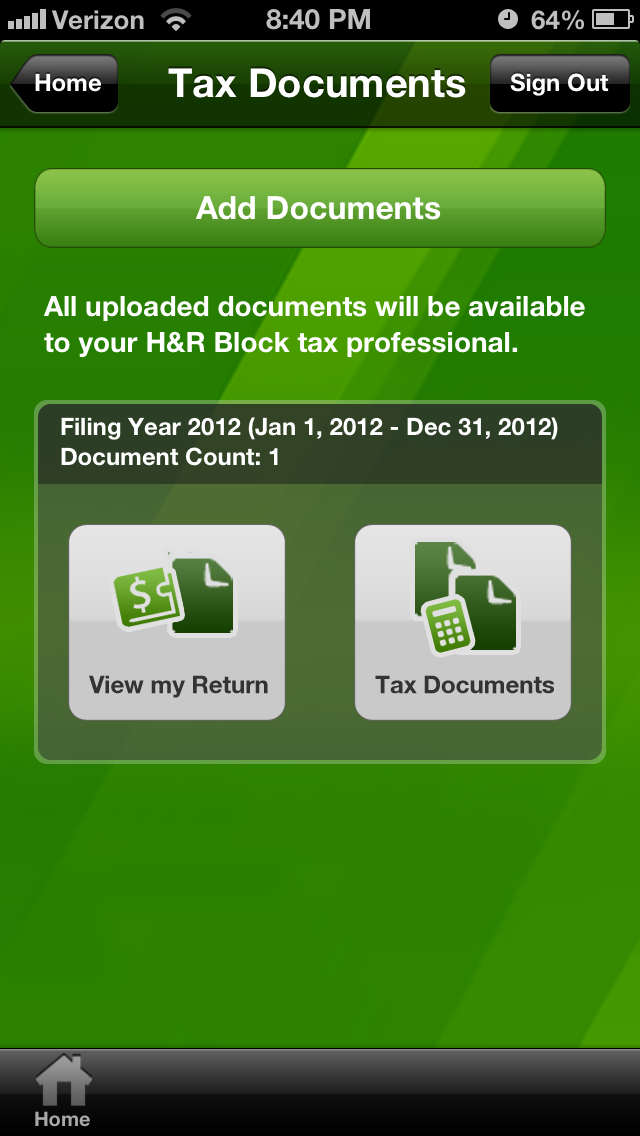 Verizon 8:40 PM 64%
Home Tax Documents Sign Out
Add Documents
All uploaded documents will be available
to your H&R Block tax professional.
Filing Year 2012 (Jan 1, 2012 - Dec 31, 2012)
Document Count: 1
$
View my Return Tax Documents
Home